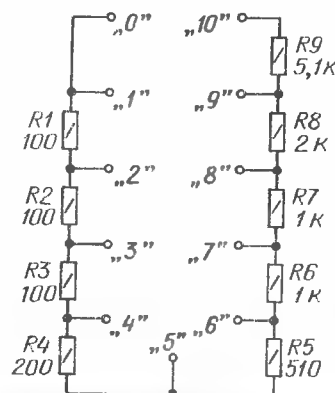 „0”
„10”
R9
5,1к
„1”
„9”
R1
100
R8
2к
„2”
„8”
R2
100
R7
1к
„3”
„7”
R3
100
R6
1к
„4”
„5”
„6”
R4
200
R5
510